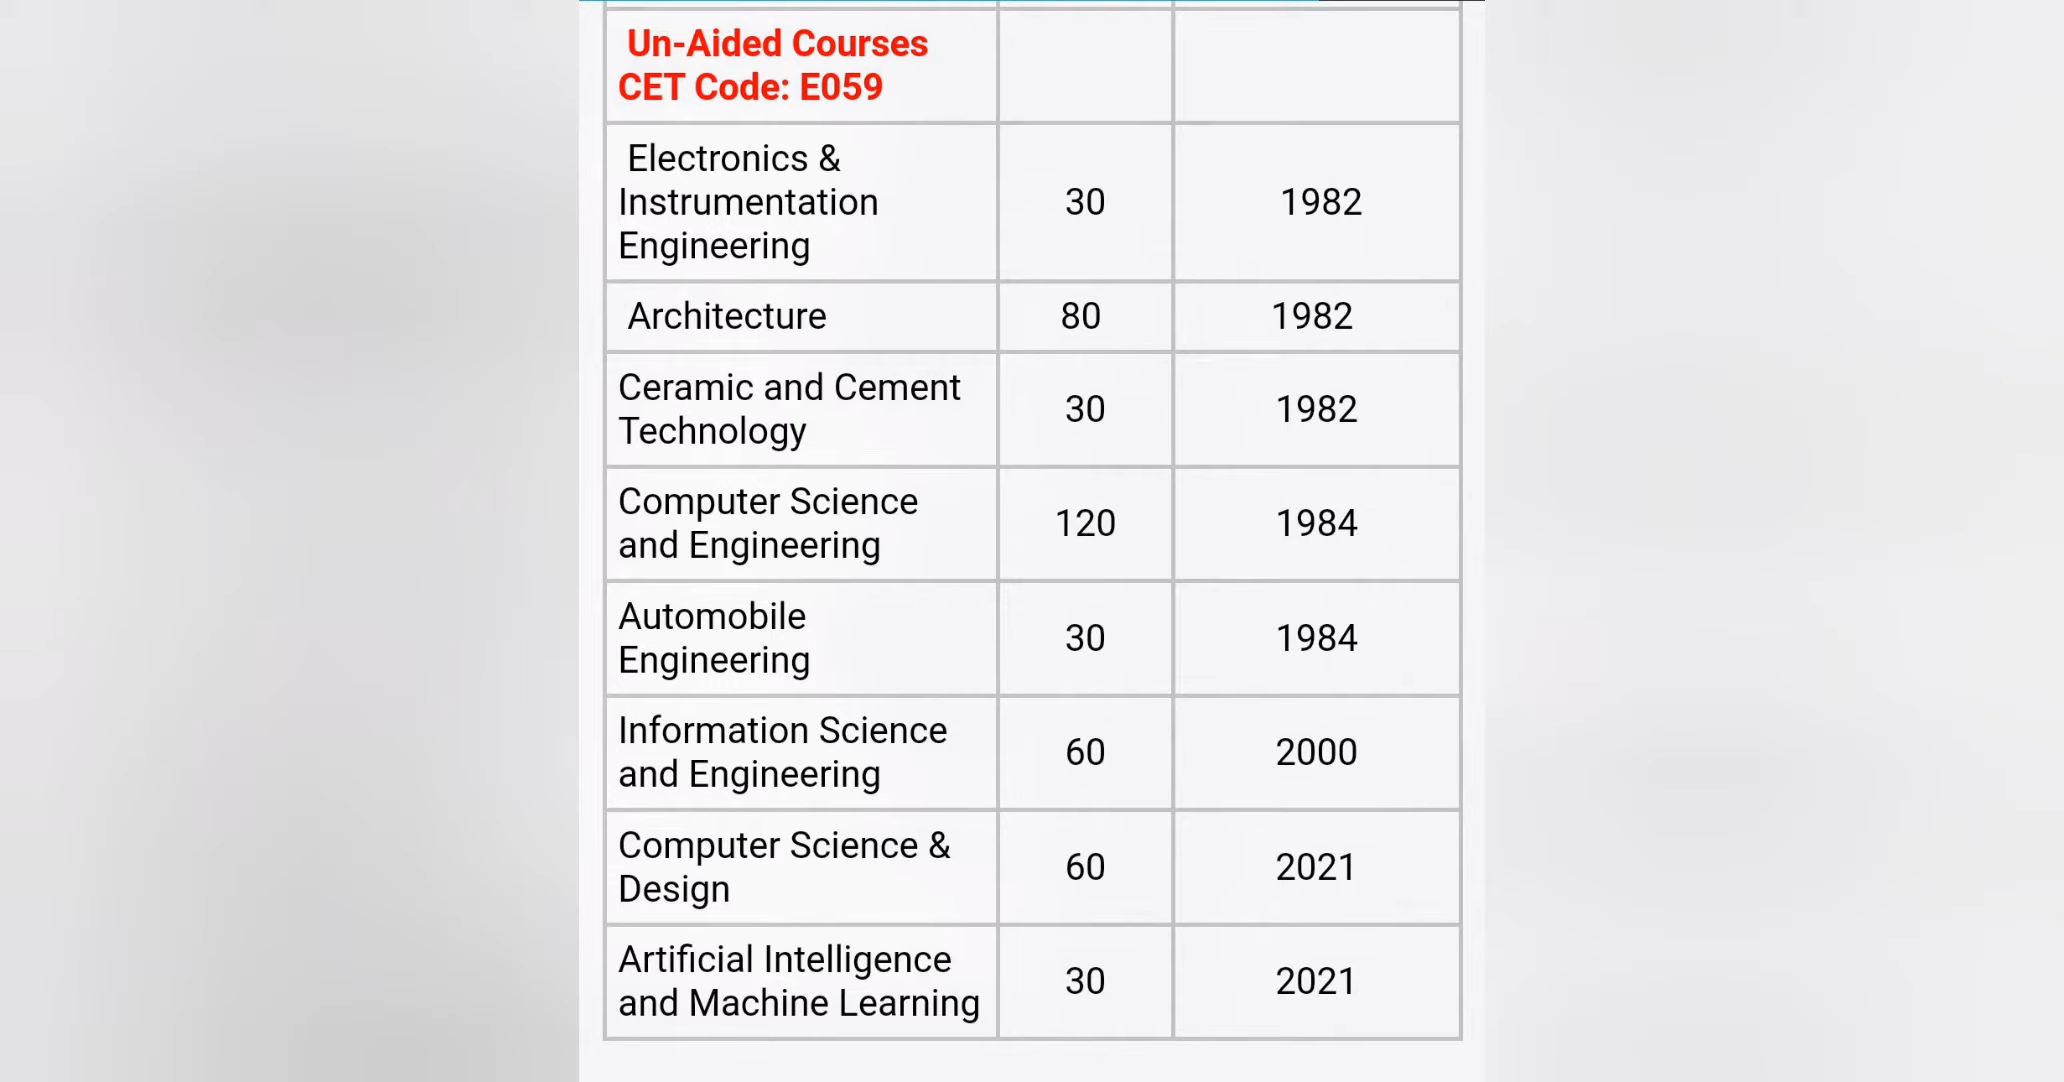 Un-Aided Courses
CET Code: E059
Electronics &
Instrumentation
Engineering
30
1982
Architecture
80
1982
Ceramic and Cement
Technology
30
1982
Computer Science
and Engineering
120
1984
Automobile
Engineering
30
1984
Information Science
and Engineering
60
2000
Computer Science &
Design
60
2021
Artificial Intelligence
and Machine Learning
30
2021